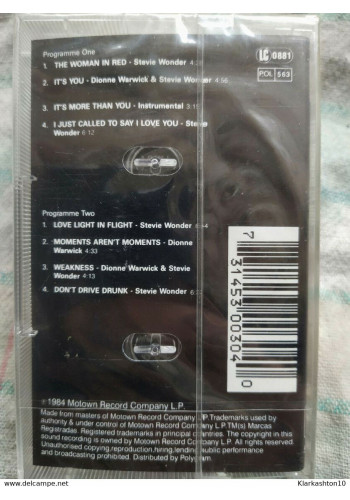 Programme One
1. THE WOMAN IN RED - Stevie Wonder
2. IT'S YOU - Dionne Warwick & Stevie Wonder 4:56
3. IT'S MORE THAN YOU - Instrumental
4. I JUST CALLED TO SAY I LOVE YOU - Stevie
Wonder 6:12
LC 0881
POL 563
Programme Two
1. LOVE LIGHT IN FLIGHT - Stevie Wonder
2. MOMENTS AREN'T MOMENTS - Dionne
Warwick 4:33
3. WEAKNESS - Dionne Warwick & Stevie
Wonder 4:13
4. DON'T DRIVE DRUNK - Stevie Wonder
7 31453 00304 0
©1984 Motown Record Company L.P.
Made from masters of Motown Record Company L.P. Trademarks used by
authority & under control of Motown Record Company L.P. TM(s) Marcas
Registradas. Registered trademarks in principal countries. The copyright in this
sound recording is owned by Motown Record Company L.P. All rights reserved.
Unauthorised copying, reproduction, hiring, lending, public performance
and broadcasting prohibited. Distributed by PolyGram.
delcampe.net
Klarkashton10